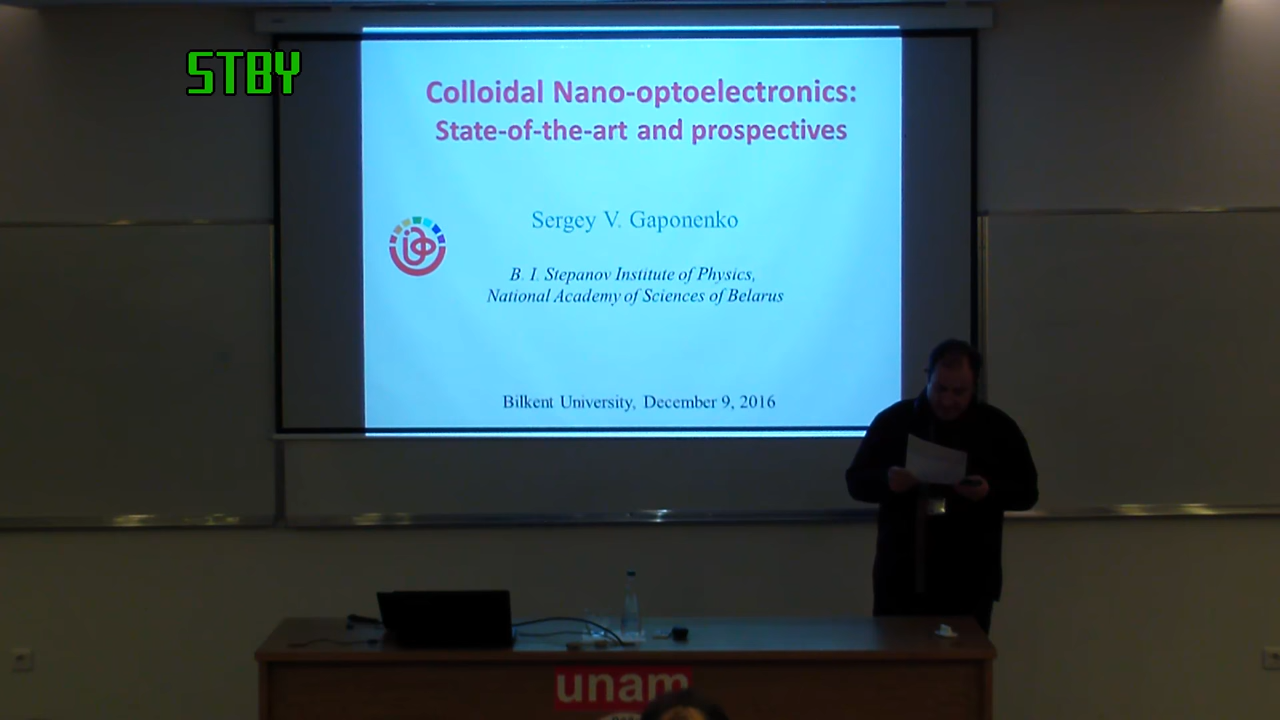 STBY
Colloidal Nano-optoelectronics:
State-of-the-art and prospectives
Sergey V. Gaponenko
B. I. Stepanov Institute of Physics,
National Academy of Sciences of Belarus
Bilkent University, December 9, 2016
unam